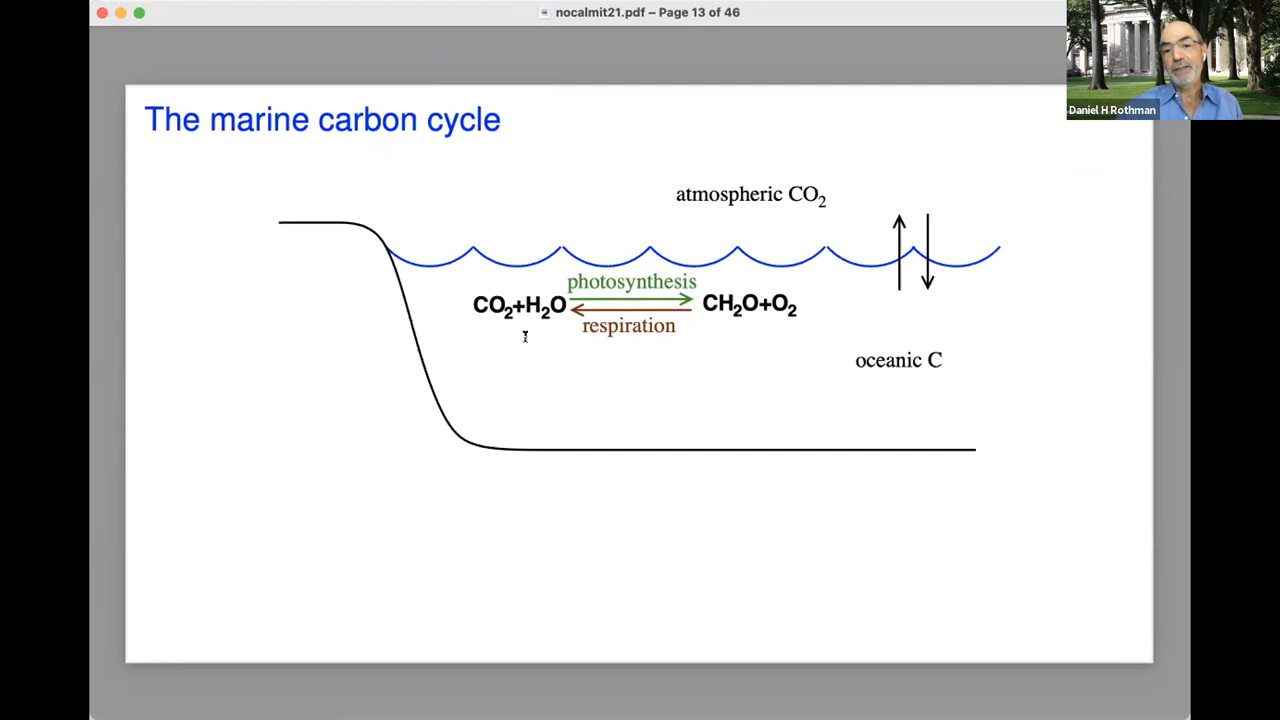 nocalmit21.pdf – Page 13 of 46
Daniel H Rothman
The marine carbon cycle
atmospheric CO₂
photosynthesis
CO₂+H₂O
CH₂O+O₂
respiration
oceanic C